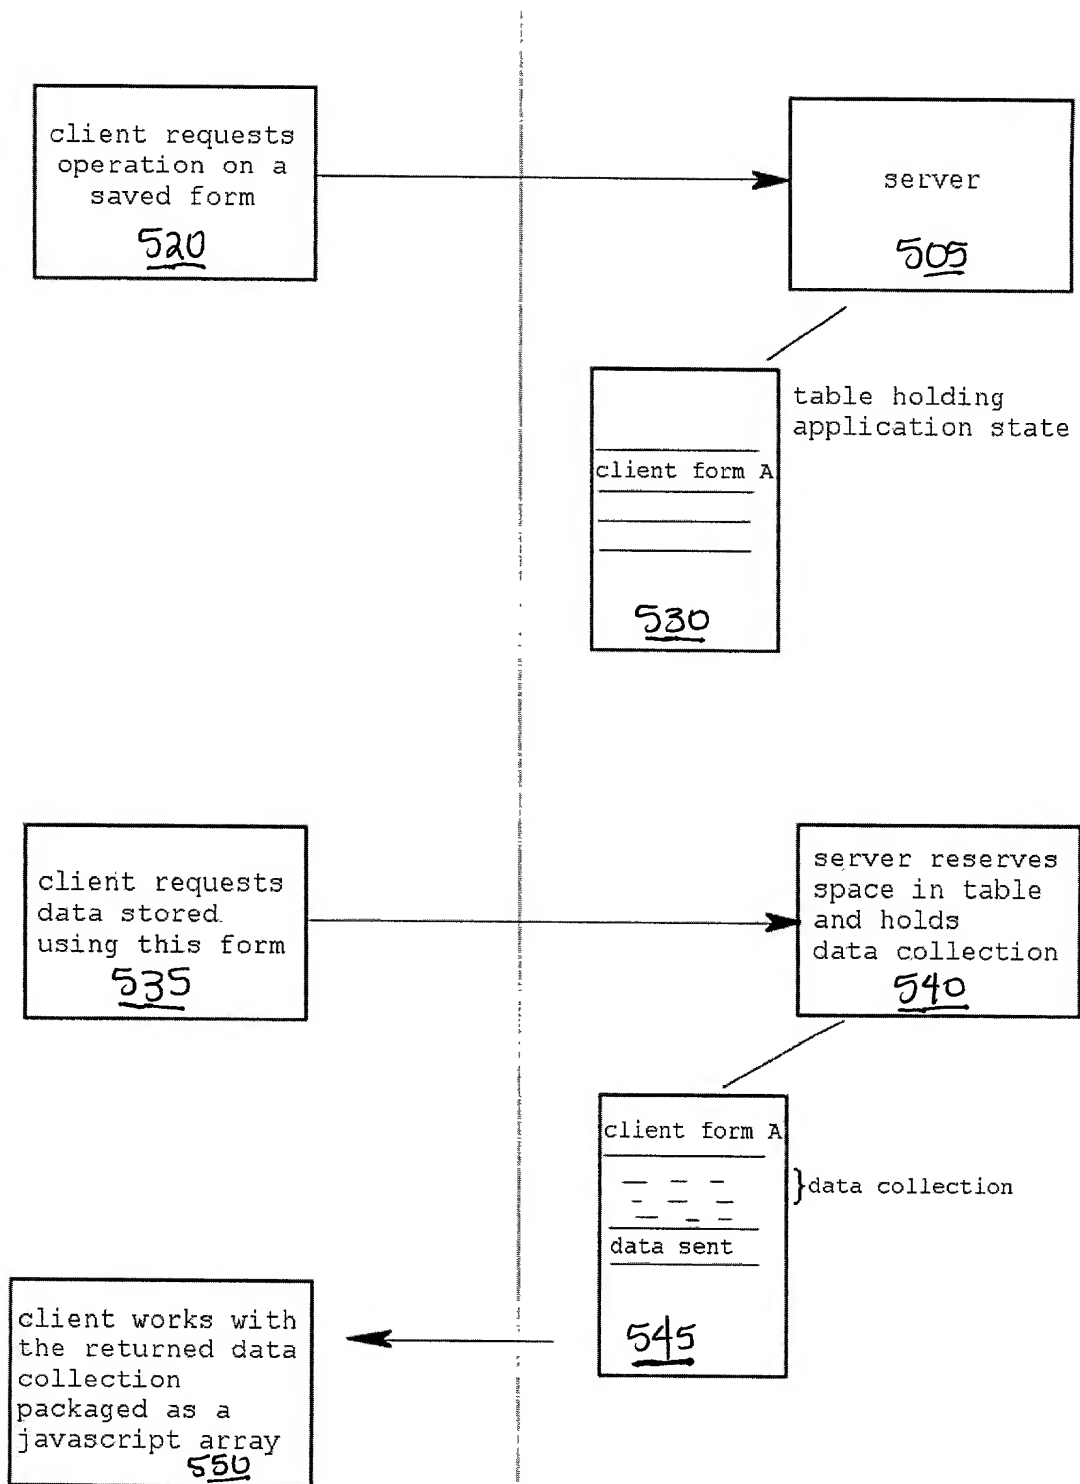 client requests
operation on a
saved form
520
server
505
table holding
application state
client form A
530
client requests
data stored
using this form
535
server reserves
space in table
and holds
data collection
540
client form A
data collection
data sent
545
client works with
the returned data
collection
packaged as a
javascript array
550